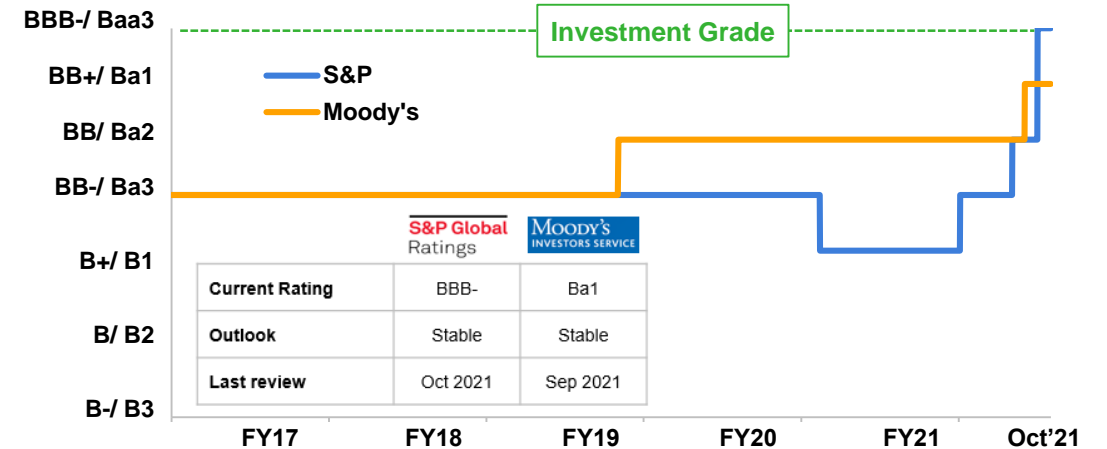 BBB-/ Baa3
Investment Grade
BB+/ Ba1
S&P
Moody's
BB/ Ba2
BB-/ Ba3
S&P Global
Ratings
MOODY'S
INVESTORS SERVICE
B+/ B1
Current Rating BBB- Ba1
Outlook Stable Stable
B/ B2
Last review Oct 2021 Sep 2021
B-/ B3
FY17 FY18 FY19 FY20 FY21 Oct’21